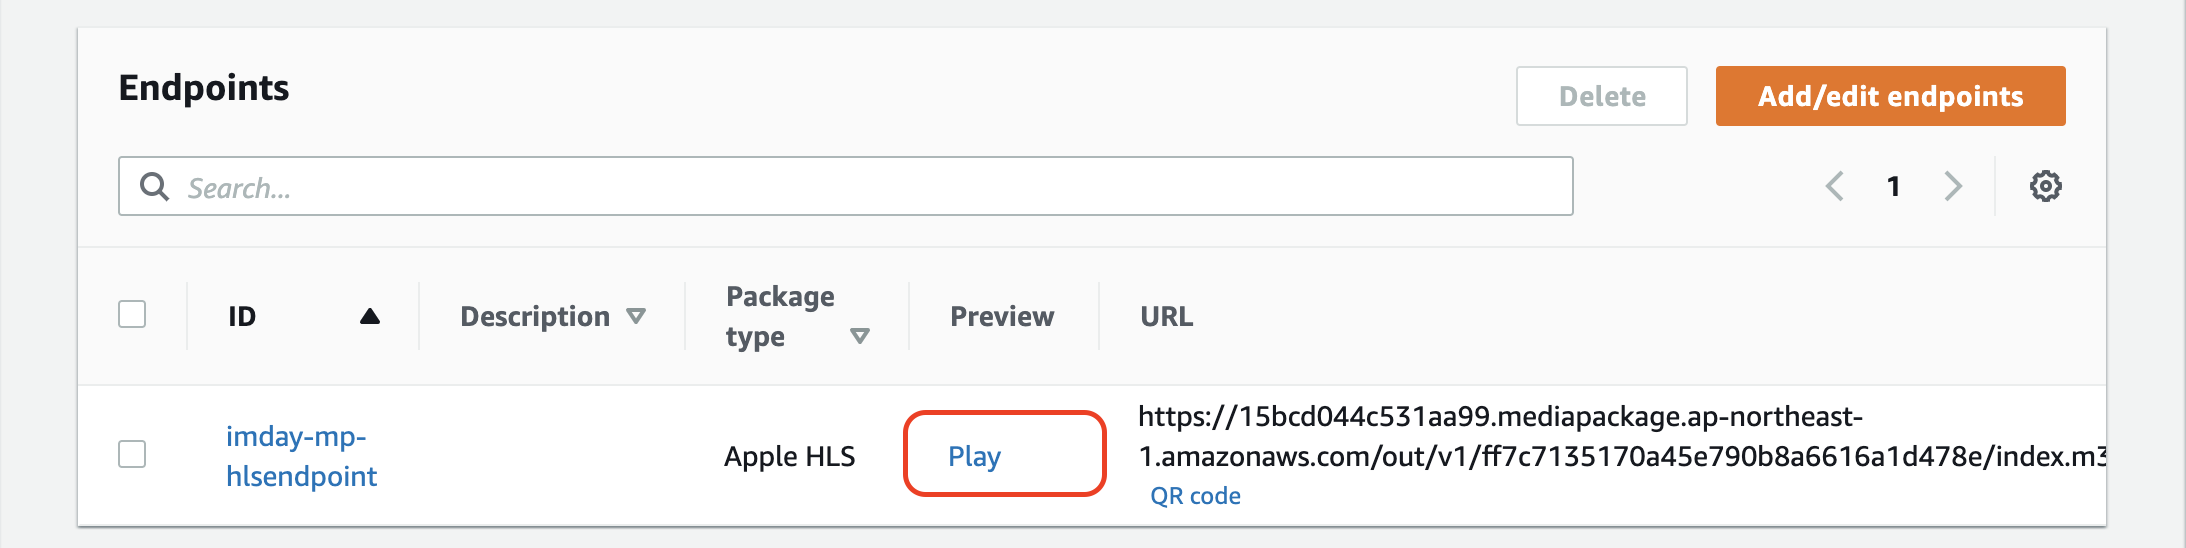 Endpoints
Delete
Add/edit endpoints
Search...
1
ID
Description
Package
type
Preview
URL
imday-mp-
hlsendpoint
Apple HLS
Play
https://15bcd044c531aa99.mediapackage.ap-northeast-
1.amazonaws.com/out/v1/ff7c7135170a45e790b8a6616a1d478e/index.m3
QR code